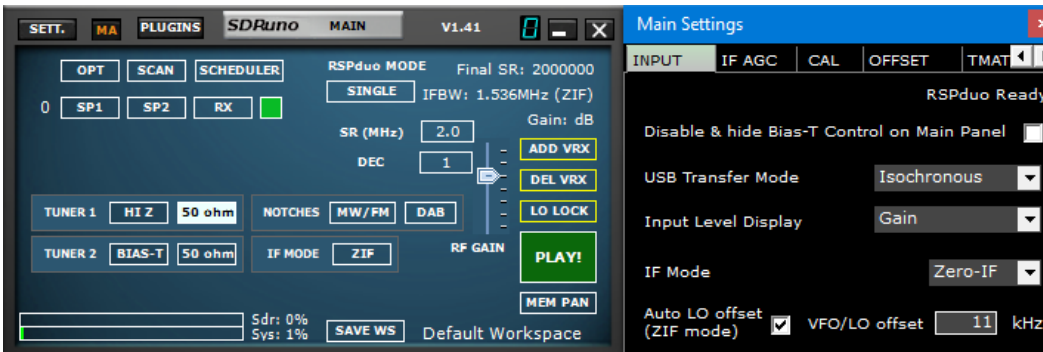 SETT. MA PLUGINS SDRuno MAIN V1.41 0
OPT SCAN SCHEDULER RSPduo MODE Final SR: 2000000
SINGLE IFBW: 1.536MHz (ZIF)
0 SP1 SP2 RX Gain: dB
SR (MHz) 2.0
ADD VRX
DEC 1
DEL VRX
TUNER 1 HI Z 50 ohm NOTCHES MW/FM DAB LO LOCK
TUNER 2 BIAS-T 50 ohm IF MODE ZIF RF GAIN PLAY!
MEM PAN
Sdr: 0%
Sys: 1% SAVE WS Default Workspace
Main Settings
INPUT IF AGC CAL OFFSET TMAT
RSPduo Ready
Disable & hide Bias-T Control on Main Panel
USB Transfer Mode Isochronous
Input Level Display Gain
IF Mode Zero-IF
Auto LO offset
(ZIF mode) VFO/LO offset 11 kHz